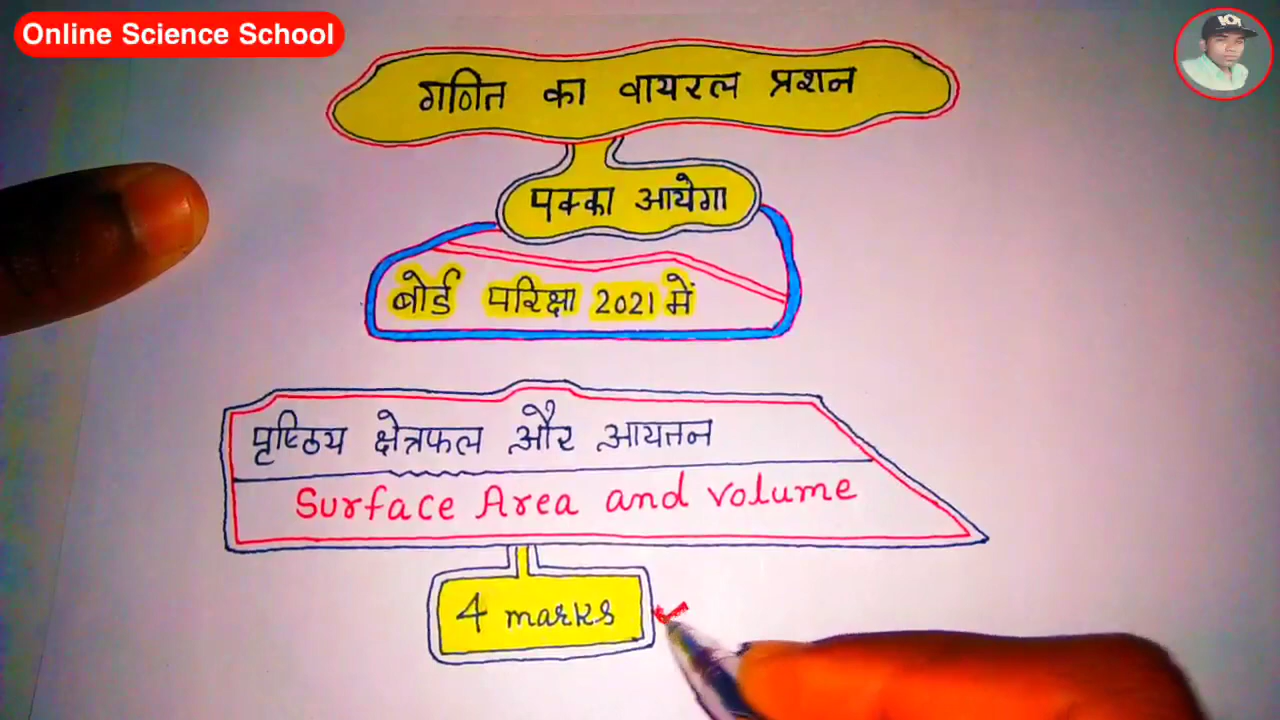 Online Science School
गणित का वायरल प्रशन
पक्का आयेगा
बोर्ड परिक्षा 2021 में
पृष्ठिय क्षेत्रफल और आयतन
Surface Area and volume
4 marks